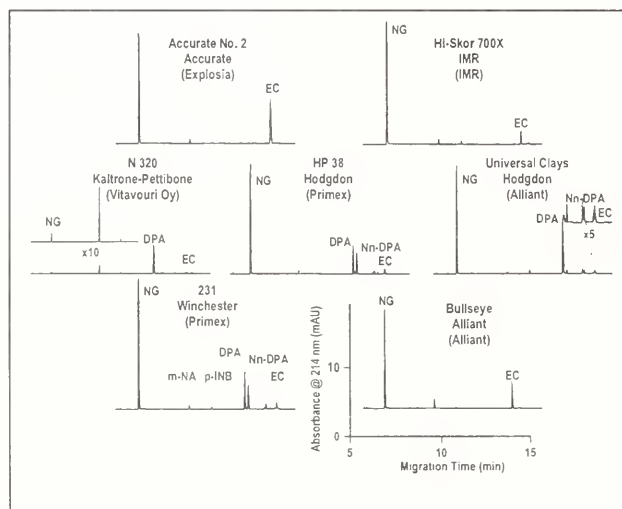 Accurate No. 2
Accurate
(Explosia)
EC
NG
Hi-Skor 700X
IMR
(IMR)
EC
N 320
Kaltrone-Pettibone
(Vitavouri Oy)
NG
x10
DPA
EC
NG
HP 38
Hodgdon
(Primex)
DPA
Nn-DPA
EC
Universal Clays
Hodgdon
(Alliant)
NG
Nn-DPA
DPA
EC
x5
NG
231
Winchester
(Primex)
DPA
Nn-DPA
m-NA p-INB
EC
NG
Bullseye
Alliant
(Alliant)
EC
Absorbance @ 214 nm (mAU)
10
0
5
10
15
Migration Time (min)